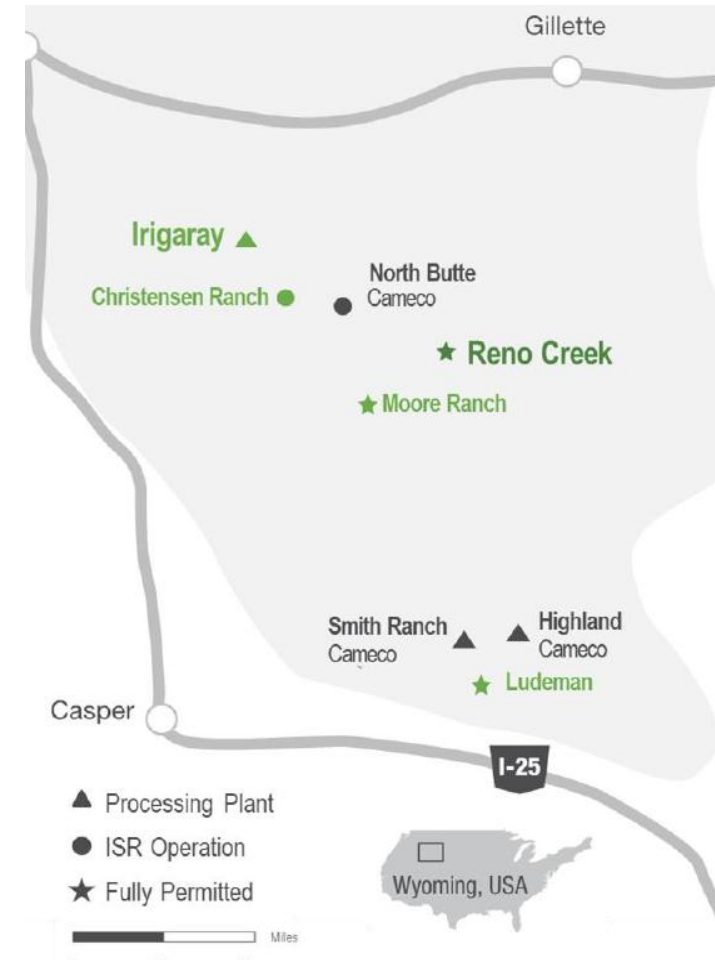 Gillette
Irigaray
North Butte
Cameco
Christensen Ranch
Reno Creek
Moore Ranch
Smith Ranch
Cameco
Highland
Cameco
Ludeman
Casper
I-25
Processing Plant
ISR Operation
Fully Permitted
Wyoming, USA
Miles